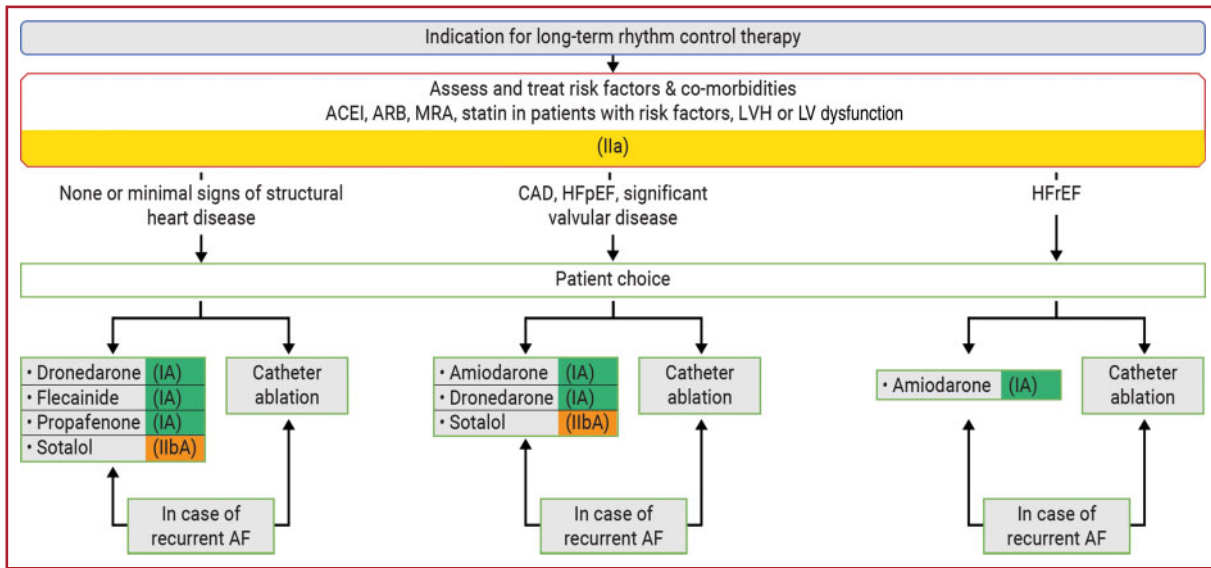 Indication for long-term rhythm control therapy
Assess and treat risk factors & co-morbidities
ACEI, ARB, MRA, statin in patients with risk factors, LVH or LV dysfunction
(IIa)
None or minimal signs of structural
heart disease
CAD, HFpEF, significant
valvular disease
HFrEF
Patient choice
• Dronedarone (IA)
• Flecainide (IA)
• Propafenone (IA)
• Sotalol (IIbA)
Catheter
ablation
• Amiodarone (IA)
• Dronedarone (IA)
• Sotalol (IIbA)
Catheter
ablation
• Amiodarone (IA)
Catheter
ablation
In case of
recurrent AF
In case of
recurrent AF
In case of
recurrent AF